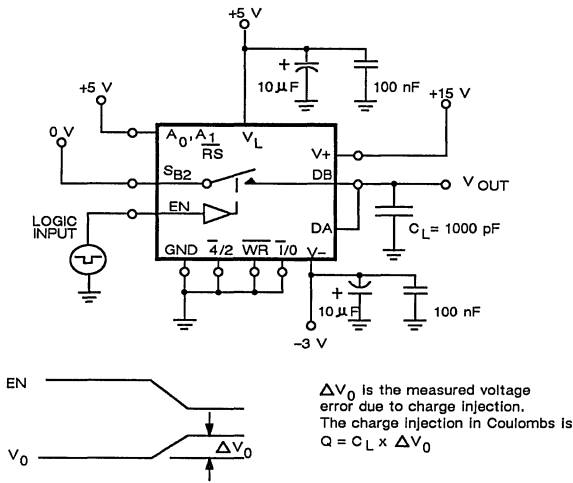 +5 V
+
10 μF
100 nF
+5 V
+15 V
0 V
A0, A1
R̅S̅
VL
V+
SB2
DB
VOUT
EN
LOGIC
INPUT
DA
CL= 1000 pF
GND
4̅/2
W̅R̅
1̅/0
V−
+
10 μF
100 nF
−3 V
EN
ΔV0
V0
ΔV0 is the measured voltage
error due to charge injection.
The charge injection in Coulombs is
Q = CL x ΔV0